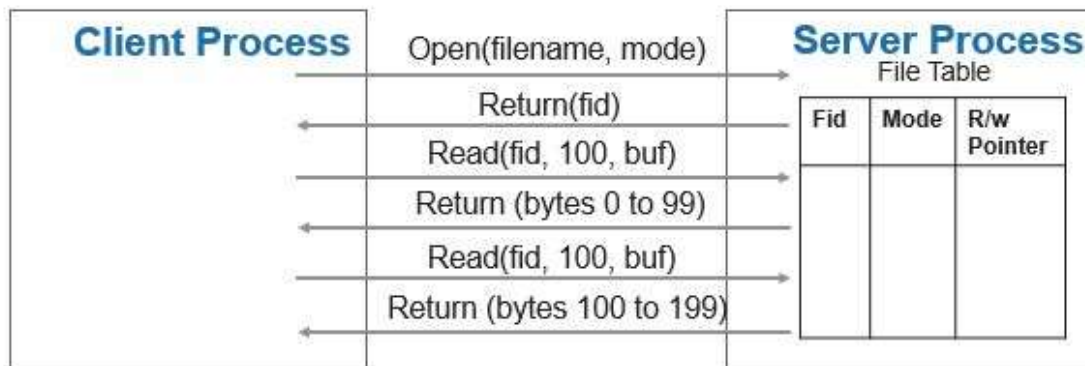 Client Process
Open(filename, mode)
Return(fid)
Read(fid, 100, buf)
Return (bytes 0 to 99)
Read(fid, 100, buf)
Return (bytes 100 to 199)
Server Process
File Table
Fid Mode R/w
Pointer